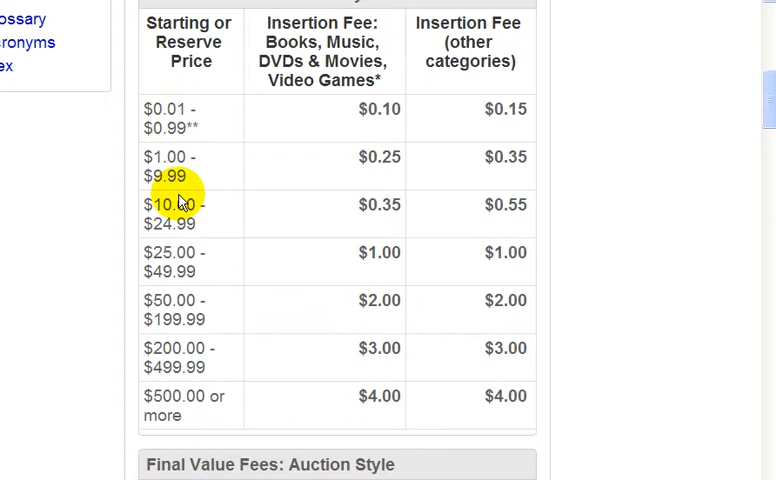 ossary
cronyms
ex
Starting or
Reserve
Price
Insertion Fee:
Books, Music,
DVDs & Movies,
Video Games*
Insertion Fee
(other
categories)
$0.01 -
$0.99**
$0.10
$0.15
$1.00 -
$9.99
$0.25
$0.35
$10.00 -
$24.99
$0.35
$0.55
$25.00 -
$49.99
$1.00
$1.00
$50.00 -
$199.99
$2.00
$2.00
$200.00 -
$499.99
$3.00
$3.00
$500.00 or
more
$4.00
$4.00
Final Value Fees: Auction Style